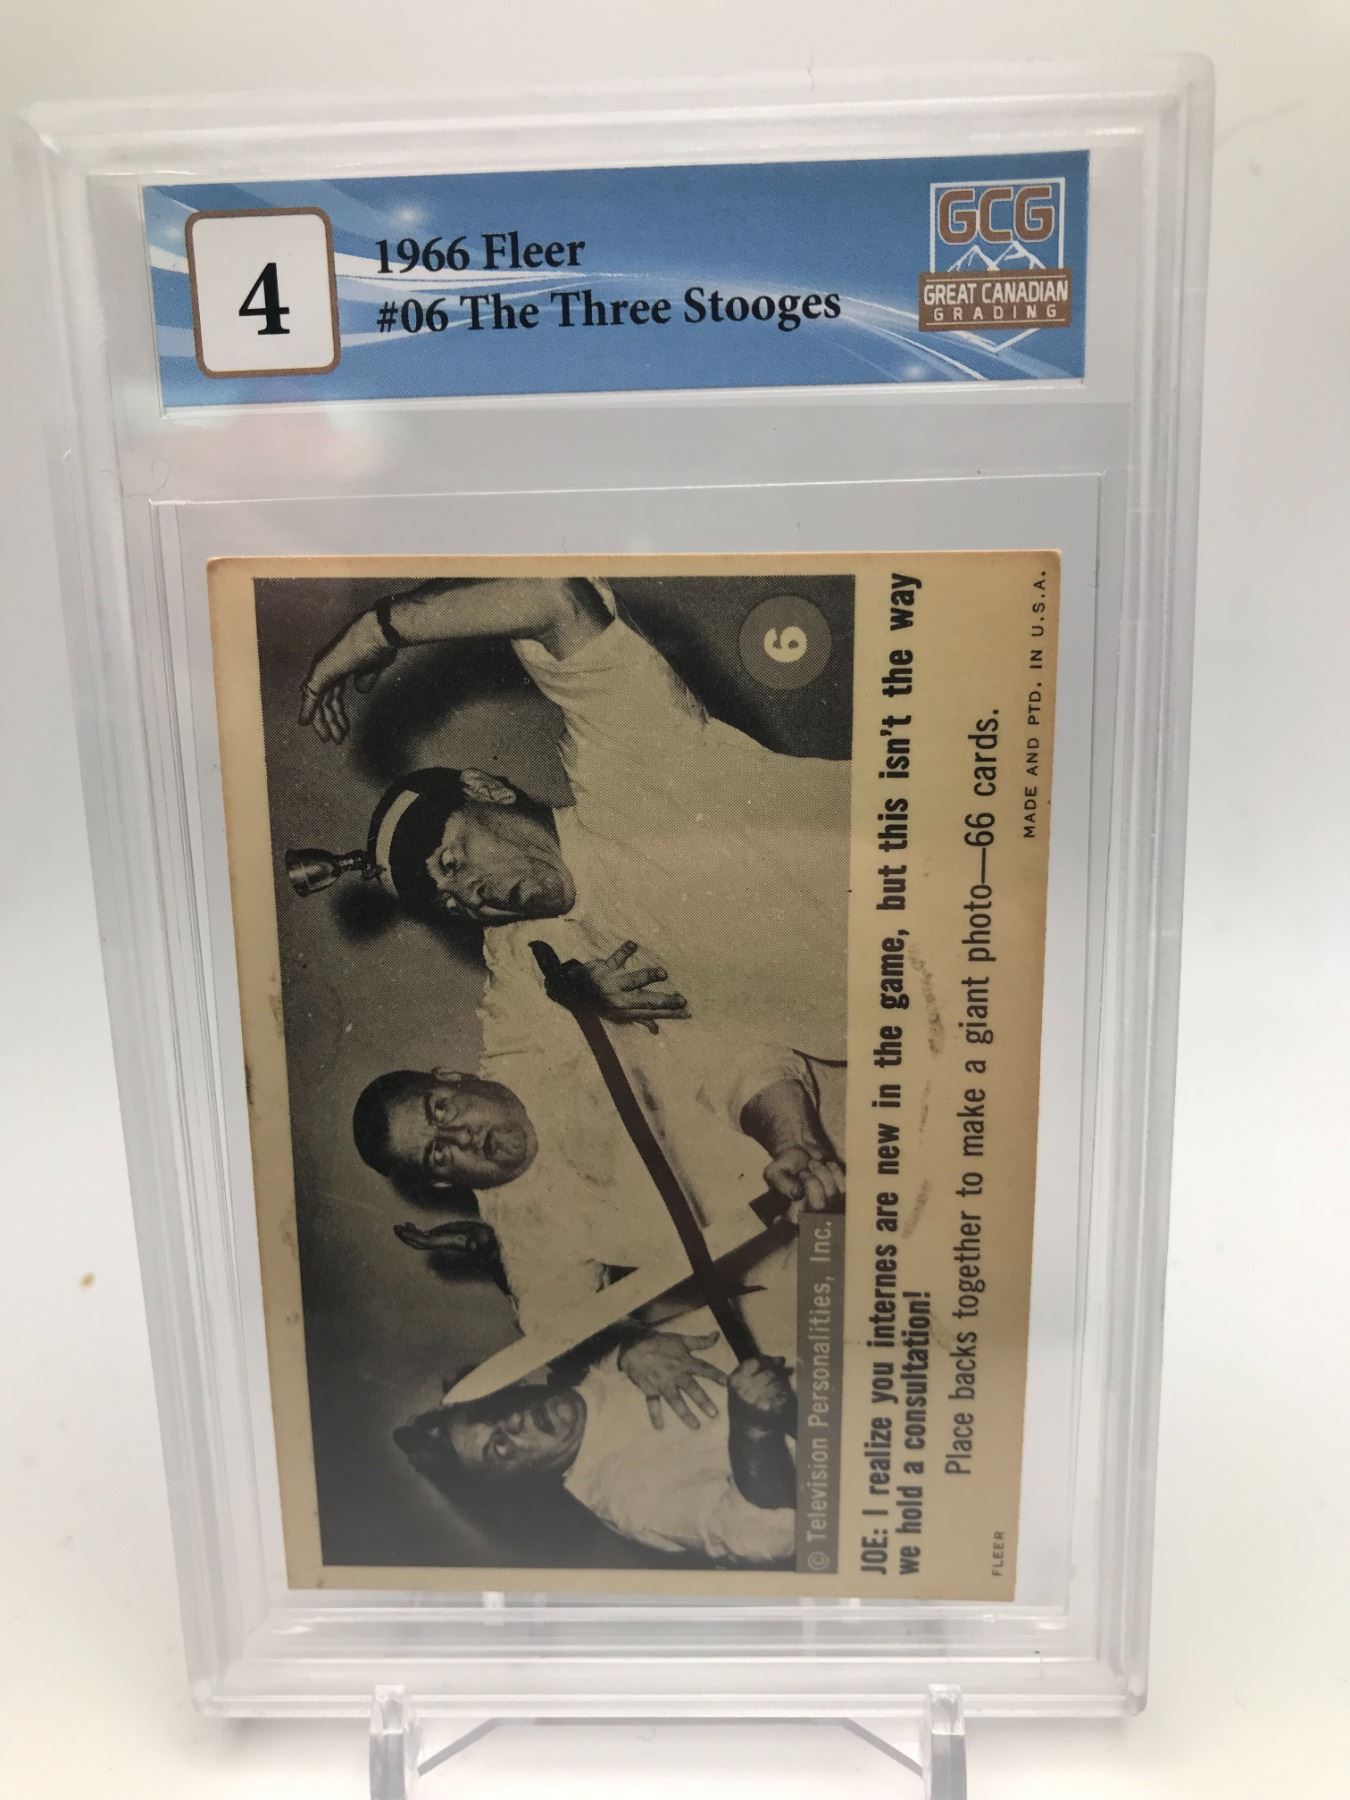 4
1966 Fleer
#06 The Three Stooges
GCG
GREAT CANADIAN
GRADING
6
© Television Personalities, Inc.
JOE: I realize you internes are new in the game, but this isn't the way
we hold a consultation!
Place backs together to make a giant photo—66 cards.
FLEER
MADE AND PTD. IN U.S.A.